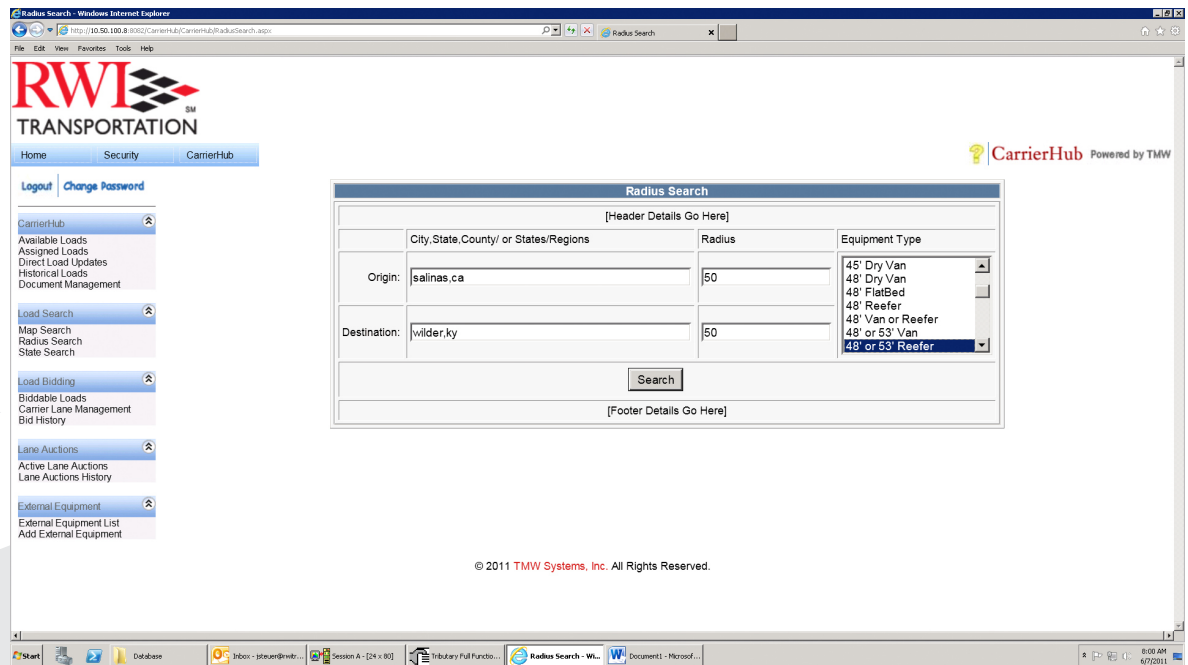 Radius Search - Windows Internet Explorer
http://10.50.100.8:8082/CarrierHub/CarrierHub/RadiusSearch.aspx
Radius Search
File Edit View Favorites Tools Help
RWI
SM
TRANSPORTATION
Home Security CarrierHub
CarrierHub Powered by TMW
Logout Change Password
CarrierHub
Available Loads
Assigned Loads
Direct Load Updates
Historical Loads
Document Management
Load Search
Map Search
Radius Search
State Search
Load Bidding
Biddable Loads
Carrier Lane Management
Bid History
Lane Auctions
Active Lane Auctions
Lane Auctions History
External Equipment
External Equipment List
Add External Equipment
Radius Search
[Header Details Go Here]
City,State,County/ or States/Regions Radius Equipment Type
Origin: salinas,ca 50
Destination: wilder,ky 50
45' Dry Van
48' Dry Van
48' FlatBed
48' Reefer
48' Van or Reefer
48' or 53' Van
48' or 53' Reefer
Search
[Footer Details Go Here]
© 2011 TMW Systems, Inc. All Rights Reserved.
Start Database Inbox - jsteuer@rwitr... Session A - [24 x 80] Tributary Full Functio... Radius Search - Wi... Document1 - Microsof...
8:00 AM
6/7/2011